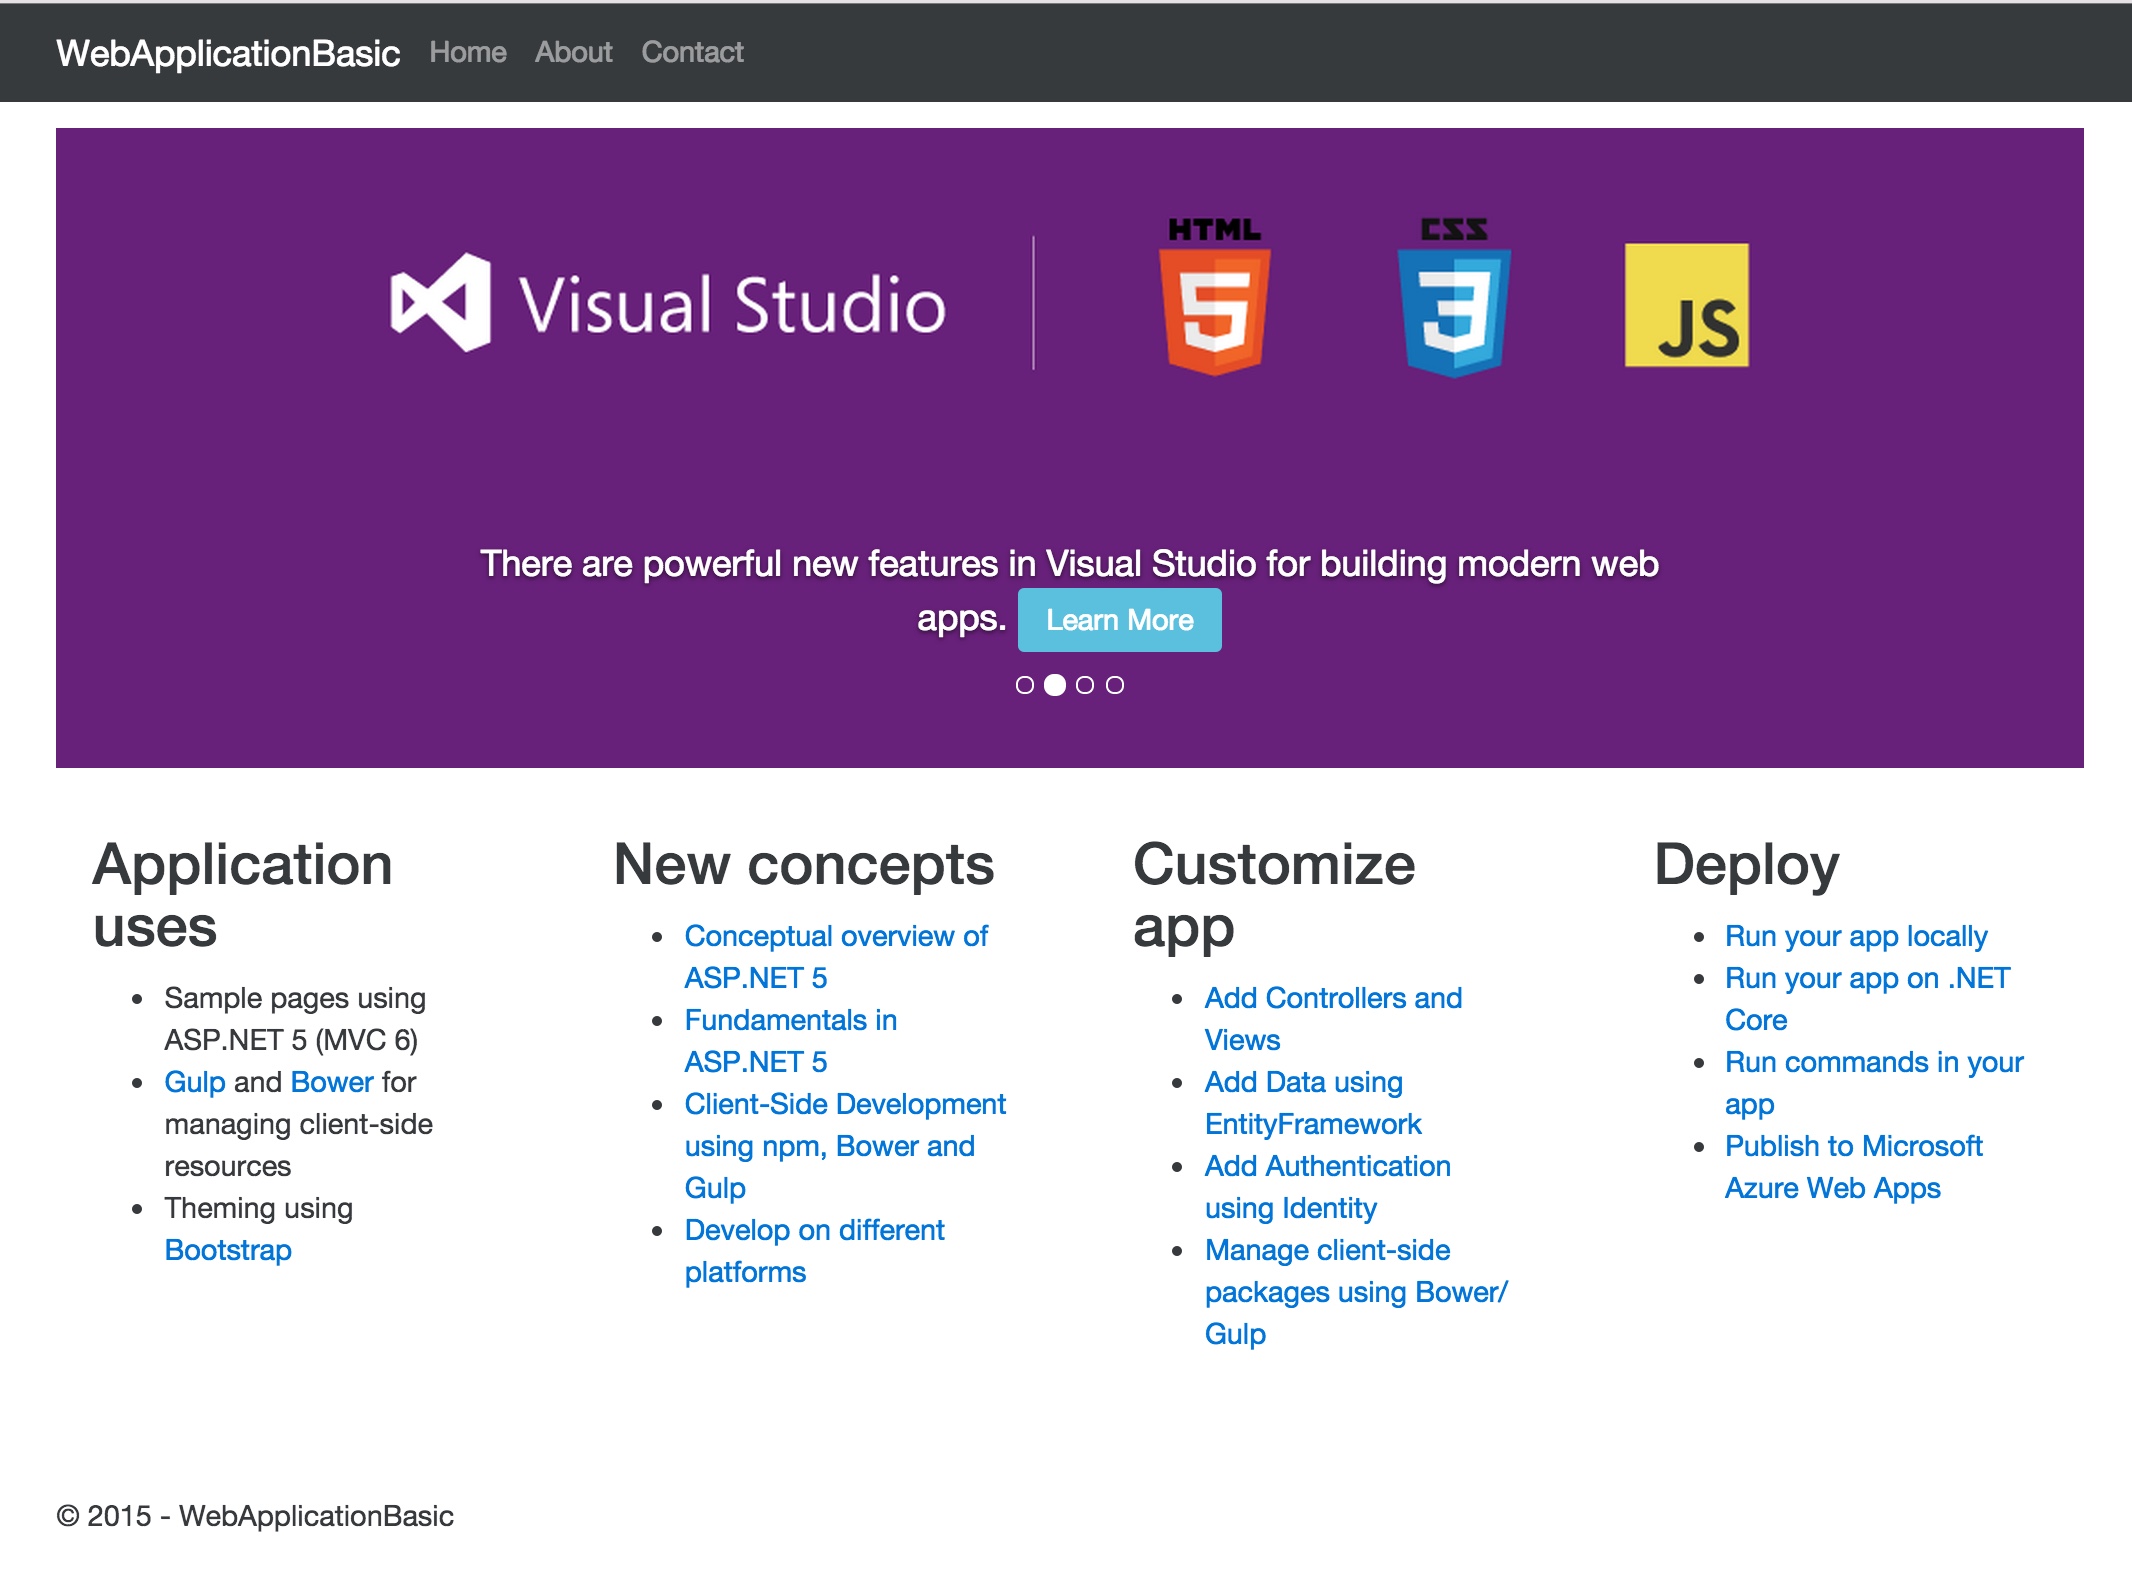 WebApplicationBasic Home About Contact
Visual Studio
HTML
5
CSS
3
JS
There are powerful new features in Visual Studio for building modern web
apps. Learn More
Application
uses
Sample pages using
ASP.NET 5 (MVC 6)
Gulp and Bower for
managing client-side
resources
Theming using
Bootstrap
New concepts
Conceptual overview of
ASP.NET 5
Fundamentals in
ASP.NET 5
Client-Side Development
using npm, Bower and
Gulp
Develop on different
platforms
Customize
app
Add Controllers and
Views
Add Data using
EntityFramework
Add Authentication
using Identity
Manage client-side
packages using Bower/
Gulp
Deploy
Run your app locally
Run your app on .NET
Core
Run commands in your
app
Publish to Microsoft
Azure Web Apps
© 2015 - WebApplicationBasic